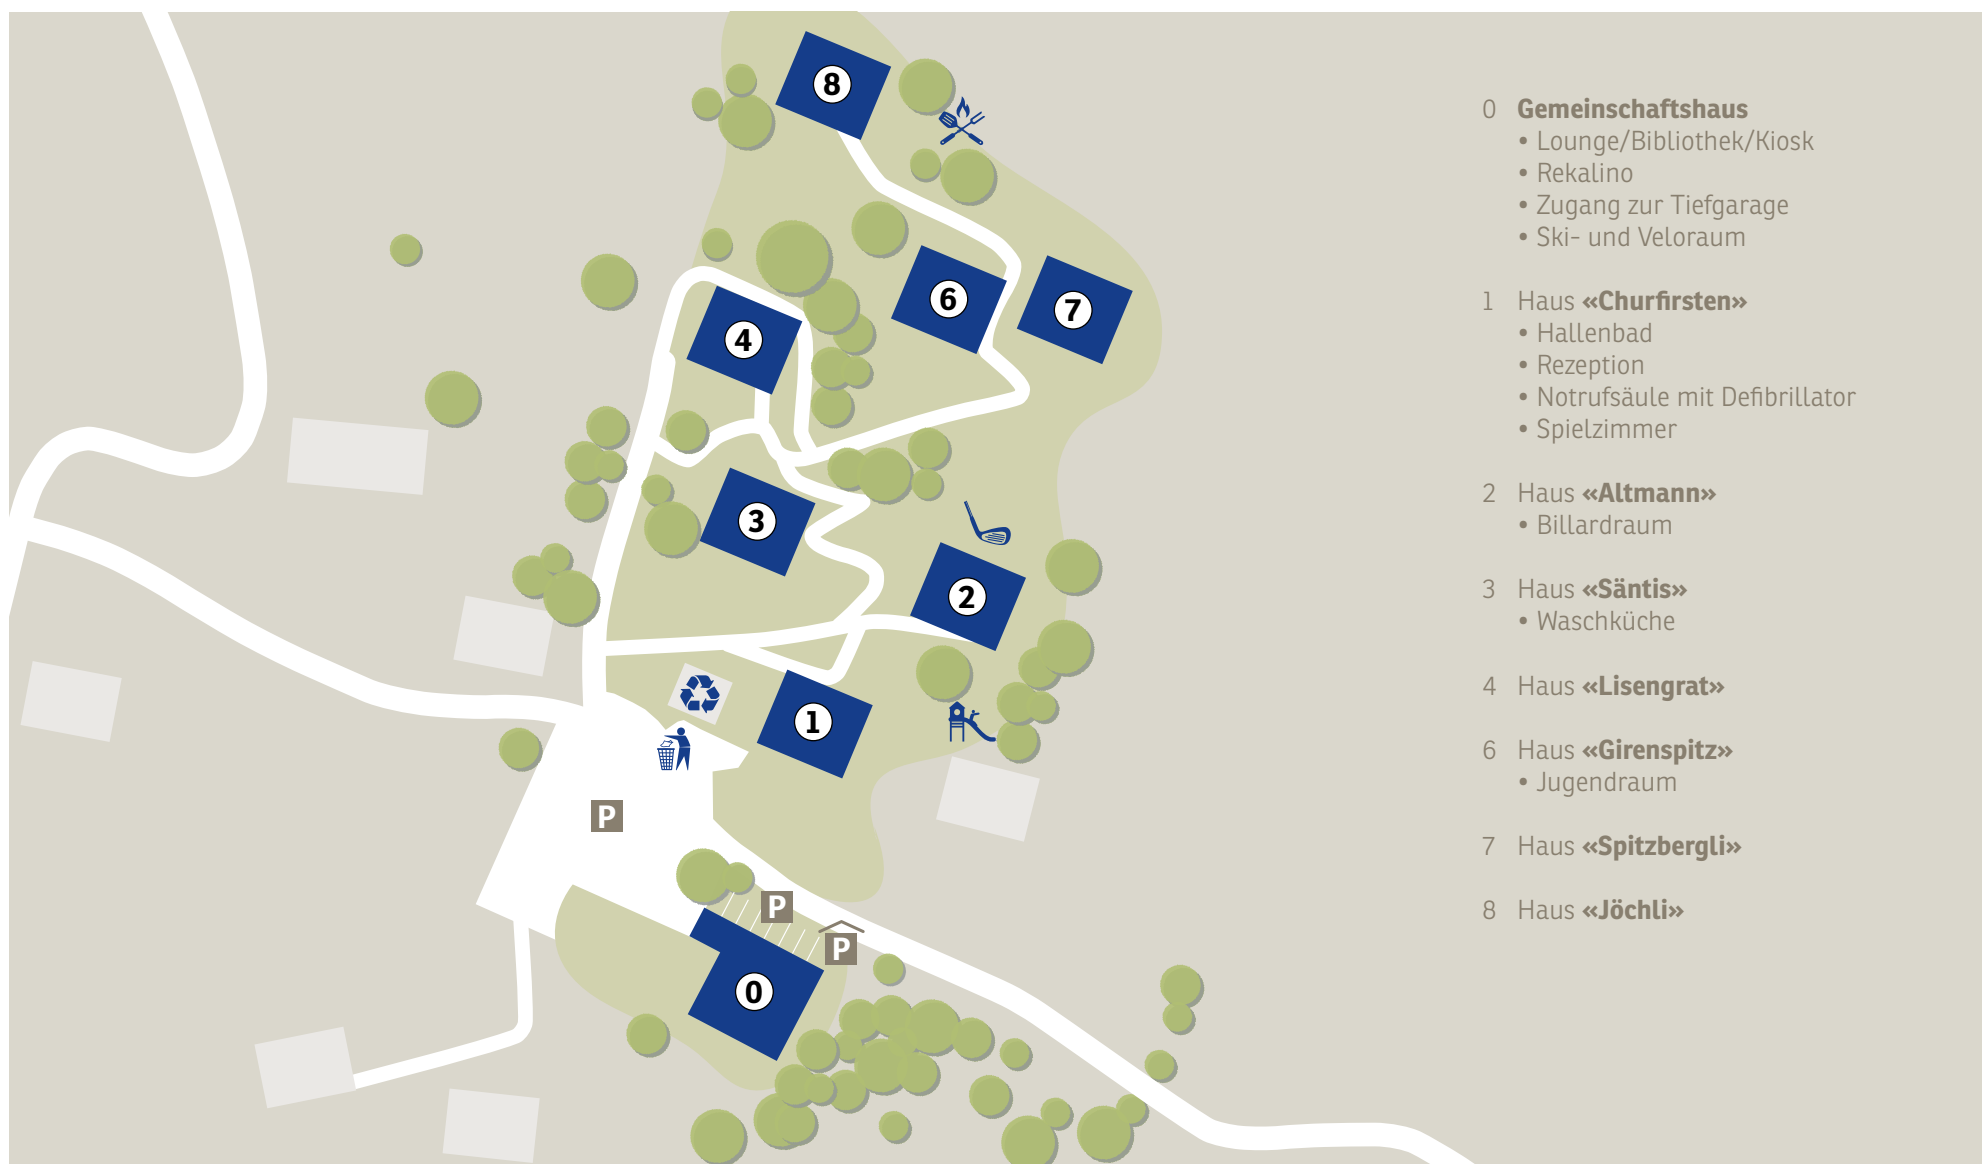 8
6
7
4
3
2
1
P
P
P
0
0 Gemeinschaftshaus
• Lounge/Bibliothek/Kiosk
• Rekalino
• Zugang zur Tiefgarage
• Ski- und Veloraum
1 Haus «Churfirsten»
• Hallenbad
• Rezeption
• Notrufsäule mit Defibrillator
• Spielzimmer
2 Haus «Altmann»
• Billardraum
3 Haus «Säntis»
• Waschküche
4 Haus «Lisengrat»
6 Haus «Girenspitz»
• Jugendraum
7 Haus «Spitzbergli»
8 Haus «Jöchli»